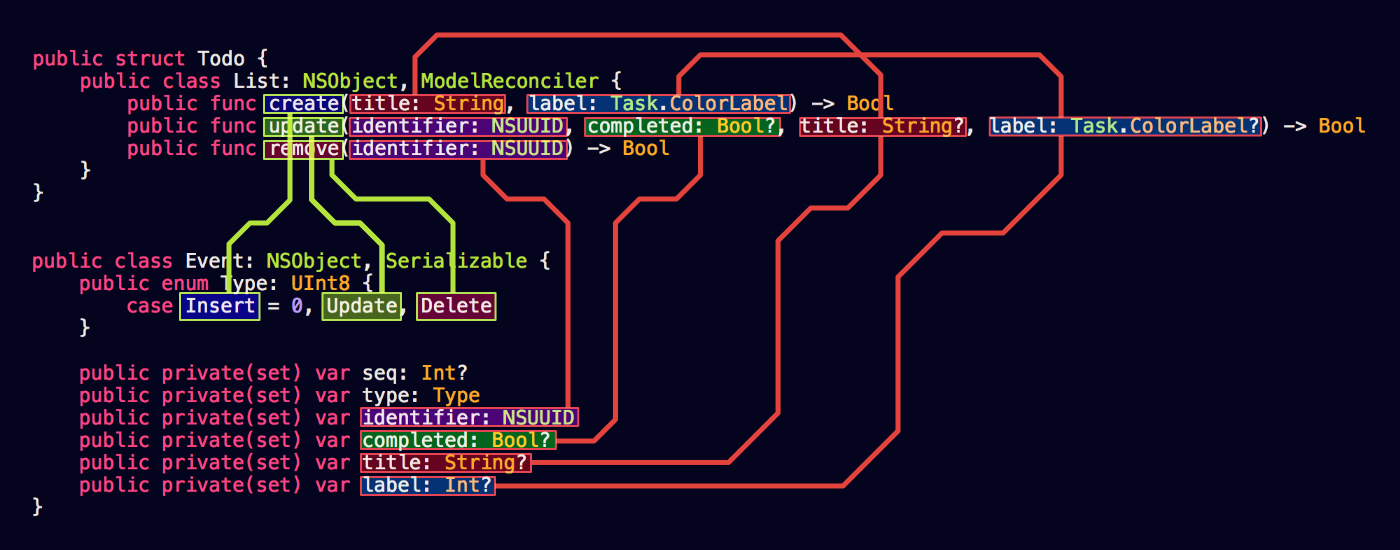 public struct Todo {
    public class List: NSObject, ModelReconciler {
        public func create(title: String, label: Task.ColorLabel) -> Bool
        public func update(identifier: NSUUID, completed: Bool?, title: String?, label: Task.ColorLabel?) -> Bool
        public func remove(identifier: NSUUID) -> Bool
    }
}
public class Event: NSObject, Serializable {
    public enum Type: UInt8 {
        case Insert = 0, Update, Delete
    }
    public private(set) var seq: Int?
    public private(set) var type: Type
    public private(set) var identifier: NSUUID
    public private(set) var completed: Bool?
    public private(set) var title: String?
    public private(set) var label: Int?
}